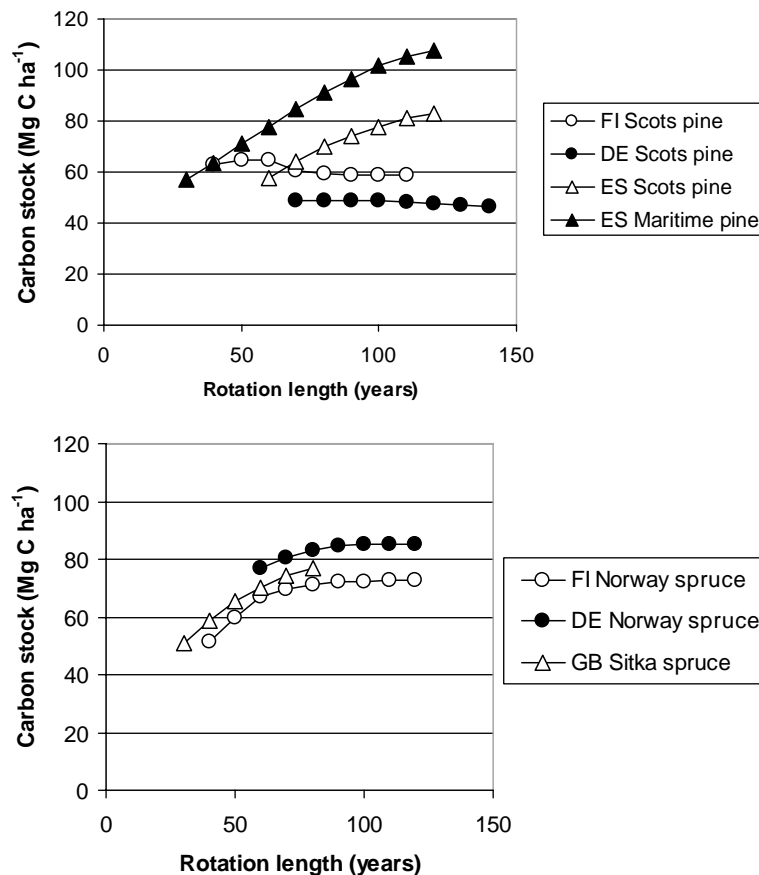 120
100
80
60
40
20
0
0 50 100 150
Carbon stock (Mg C ha⁻¹)
Rotation length (years)
FI Scots pine
DE Scots pine
ES Scots pine
ES Maritime pine
120
100
80
60
40
20
0
0 50 100 150
Carbon stock (Mg C ha⁻¹)
Rotation length (years)
FI Norway spruce
DE Norway spruce
GB Sitka spruce